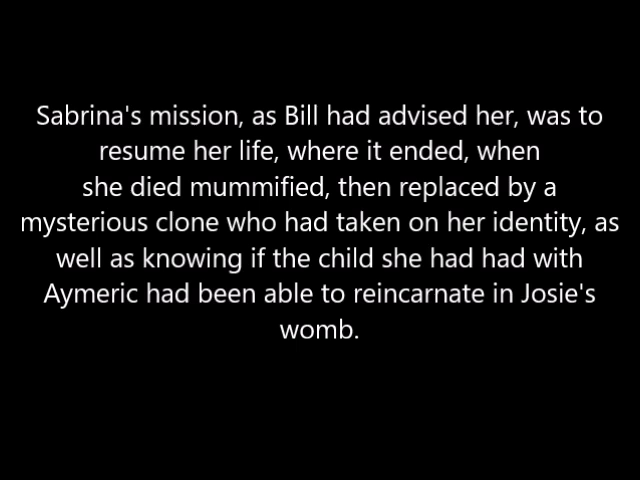 Sabrina's mission, as Bill had advised her, was to
resume her life, where it ended, when
she died mummified, then replaced by a
mysterious clone who had taken on her identity, as
well as knowing if the child she had had with
Aymeric had been able to reincarnate in Josie's
womb.